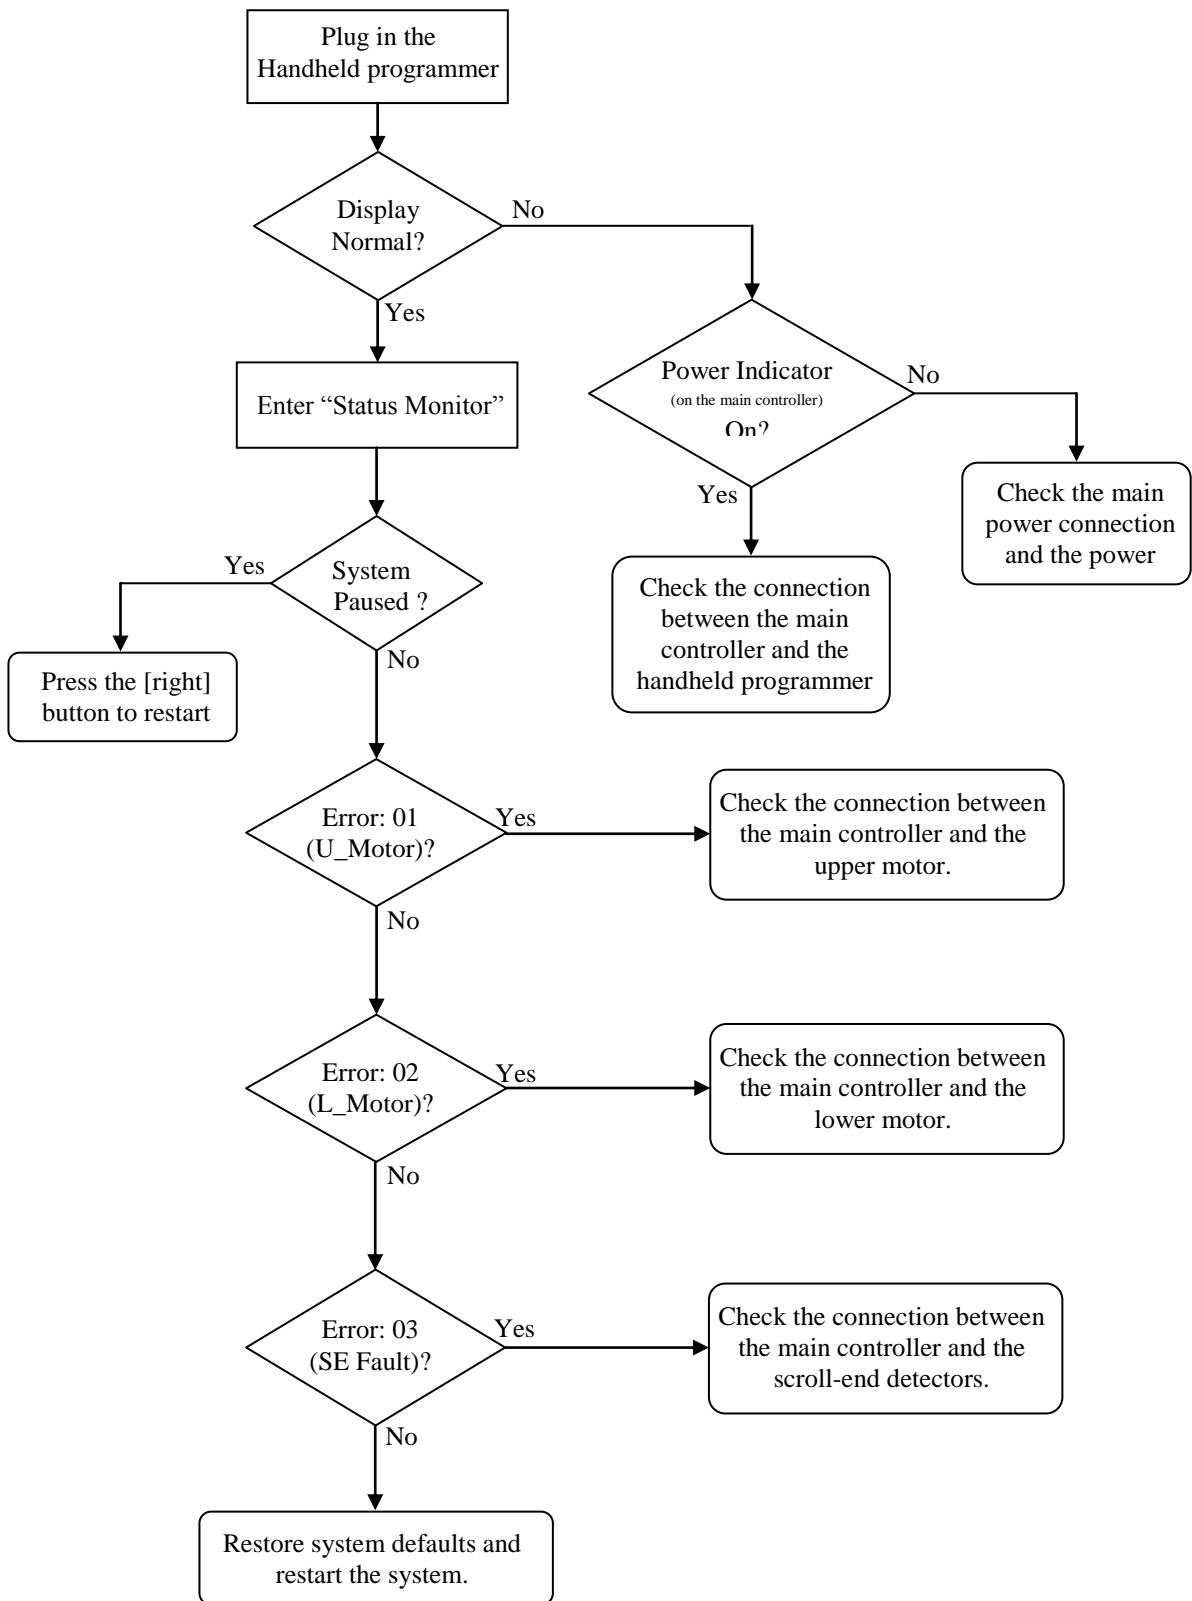 Plug in the
Handheld programmer
Display
Normal?
No
Yes
Enter “Status Monitor”
Power Indicator
(on the main controller)
On?
No
Yes
Check the main
power connection
and the power
Check the connection
between the main
controller and the
handheld programmer
System
Paused ?
Yes
No
Press the [right]
button to restart
Error: 01
(U_Motor)?
Yes
No
Check the connection between
the main controller and the
upper motor.
Error: 02
(L_Motor)?
Yes
No
Check the connection between
the main controller and the
lower motor.
Error: 03
(SE Fault)?
Yes
No
Check the connection between
the main controller and the
scroll-end detectors.
Restore system defaults and
restart the system.